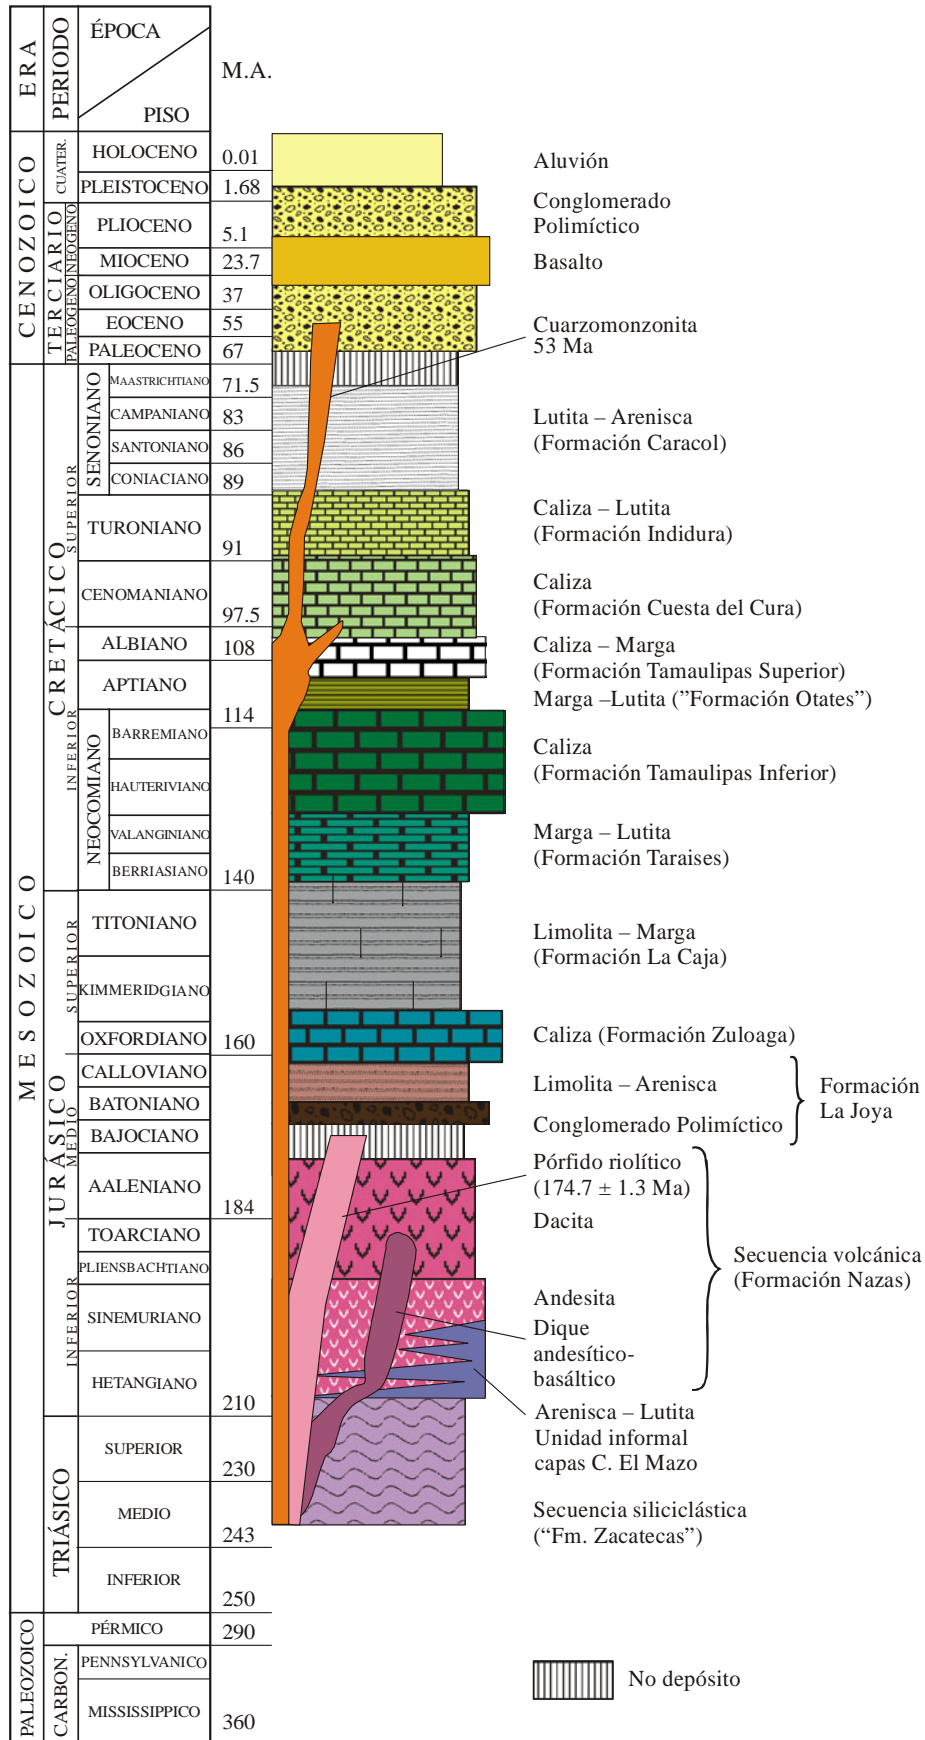 ERA
PERIODO
ÉPOCA
PISO
M.A.
CENOZOICO
CUATER.
HOLOCENO 0.01
PLEISTOCENO 1.68
TERCIARIO
NEOGENO
PLIOCENO 5.1
MIOCENO 23.7
PALEOGENO
OLIGOCENO 37
EOCENO 55
PALEOCENO 67
MESOZOICO
CRETÁCICO
SUPERIOR
SENONIANO
MAASTRICHTIANO 71.5
CAMPANIANO 83
SANTONIANO 86
CONIACIANO 89
TURONIANO 91
CENOMANIANO 97.5
INFERIOR
ALBIANO 108
APTIANO 114
NEOCOMIANO
BARREMIANO
HAUTERIVIANO
VALANGINIANO
BERRIASIANO 140
JURÁSICO
SUPERIOR
TITONIANO
KIMMERIDGIANO
OXFORDIANO 160
MEDIO
CALLOVIANO
BATONIANO
BAJOCIANO
AALENIANO 184
INFERIOR
TOARCIANO
PLIENSBACHTIANO
SINEMURIANO
HETANGIANO 210
TRIÁSICO
SUPERIOR 230
MEDIO 243
INFERIOR 250
PALEOZOICO
PÉRMICO 290
CARBON.
PENNSYLVANICO
MISSISSIPPICO 360
Aluvión
Conglomerado
Polimíctico
Basalto
Cuarzomonzonita
53 Ma
Lutita – Arenisca
(Formación Caracol)
Caliza – Lutita
(Formación Indidura)
Caliza
(Formación Cuesta del Cura)
Caliza – Marga
(Formación Tamaulipas Superior)
Marga –Lutita (”Formación Otates”)
Caliza
(Formación Tamaulipas Inferior)
Marga – Lutita
(Formación Taraises)
Limolita – Marga
(Formación La Caja)
Caliza (Formación Zuloaga)
Limolita – Arenisca
Conglomerado Polimíctico
Formación
La Joya
Pórfido riolítico
(174.7 ± 1.3 Ma)
Dacita
Andesita
Dique
andesítico-
basáltico
Secuencia volcánica
(Formación Nazas)
Arenisca – Lutita
Unidad informal
capas C. El Mazo
Secuencia siliciclástica
(“Fm. Zacatecas”)
No depósito